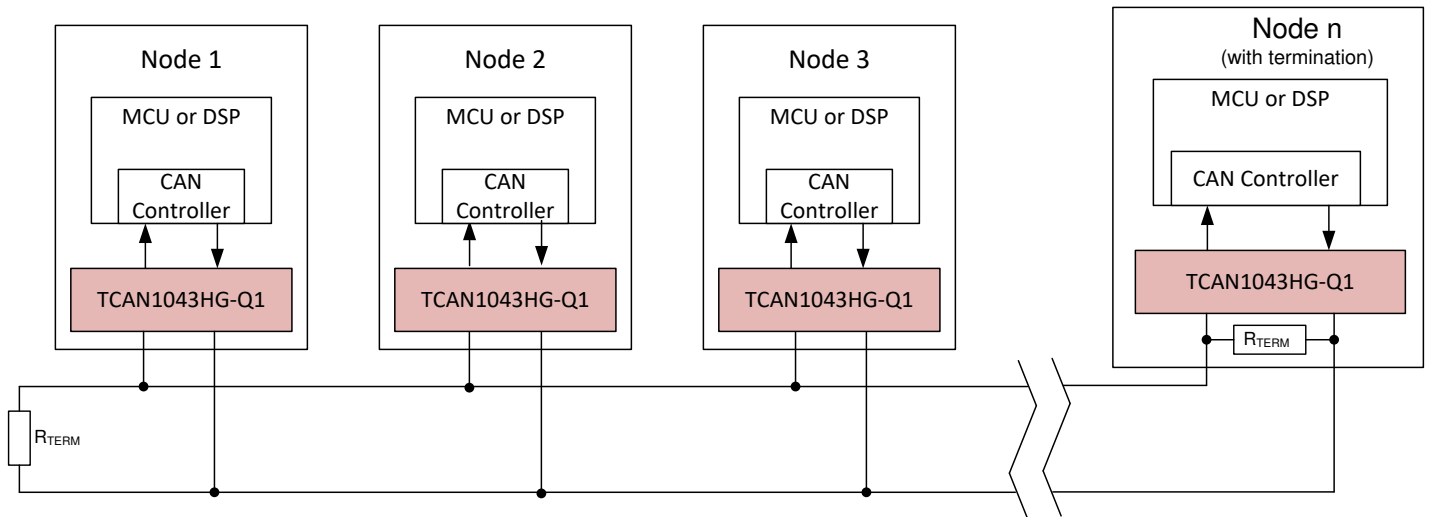 Node 1
MCU or DSP
CAN
Controller
TCAN1043HG-Q1
Node 2
MCU or DSP
CAN
Controller
TCAN1043HG-Q1
Node 3
MCU or DSP
CAN
Controller
TCAN1043HG-Q1
Node n
(with termination)
MCU or DSP
CAN Controller
TCAN1043HG-Q1
RTERM
RTERM